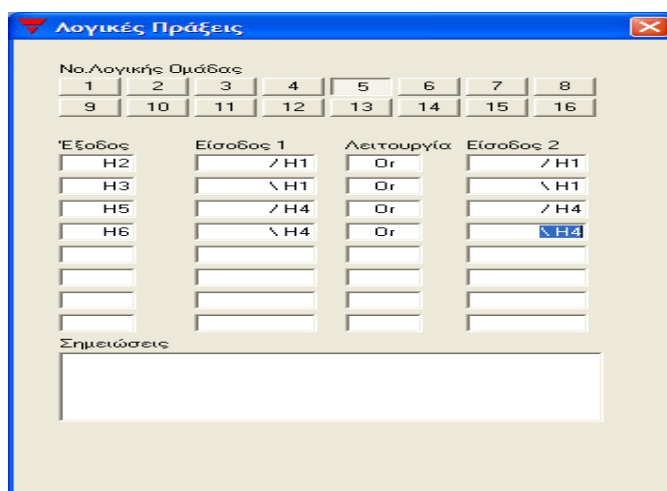 Λογικές Πράξεις
Νο.Λογικής Ομάδας
1 2 3 4 5 6 7 8
9 10 11 12 13 14 15 16
Έξοδος Είσοδος 1 Λειτουργία Είσοδος 2
H2 / H1 Or / H1
H3 \ H1 Or \ H1
H5 / H4 Or / H4
H6 \ H4 Or \ H4
Σημειώσεις